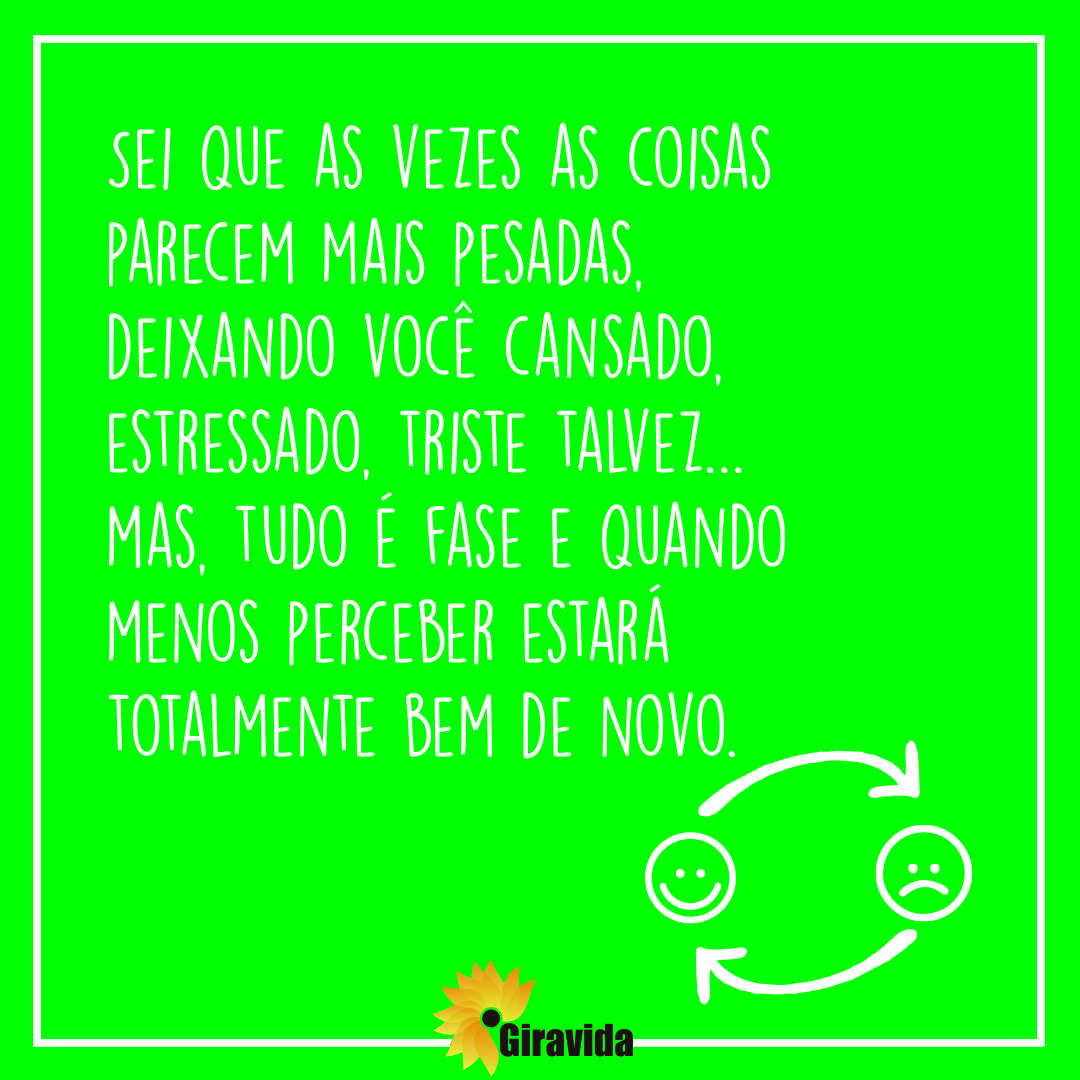 SEI QUE AS VEZES AS COISAS
PARECEM MAIS PESADAS,
DEIXANDO VOCÊ CANSADO,
ESTRESSADO, TRISTE TALVEZ...
MAS, TUDO É FASE E QUANDO
MENOS PERCEBER ESTARÁ
TOTALMENTE BEM DE NOVO.
Giravida